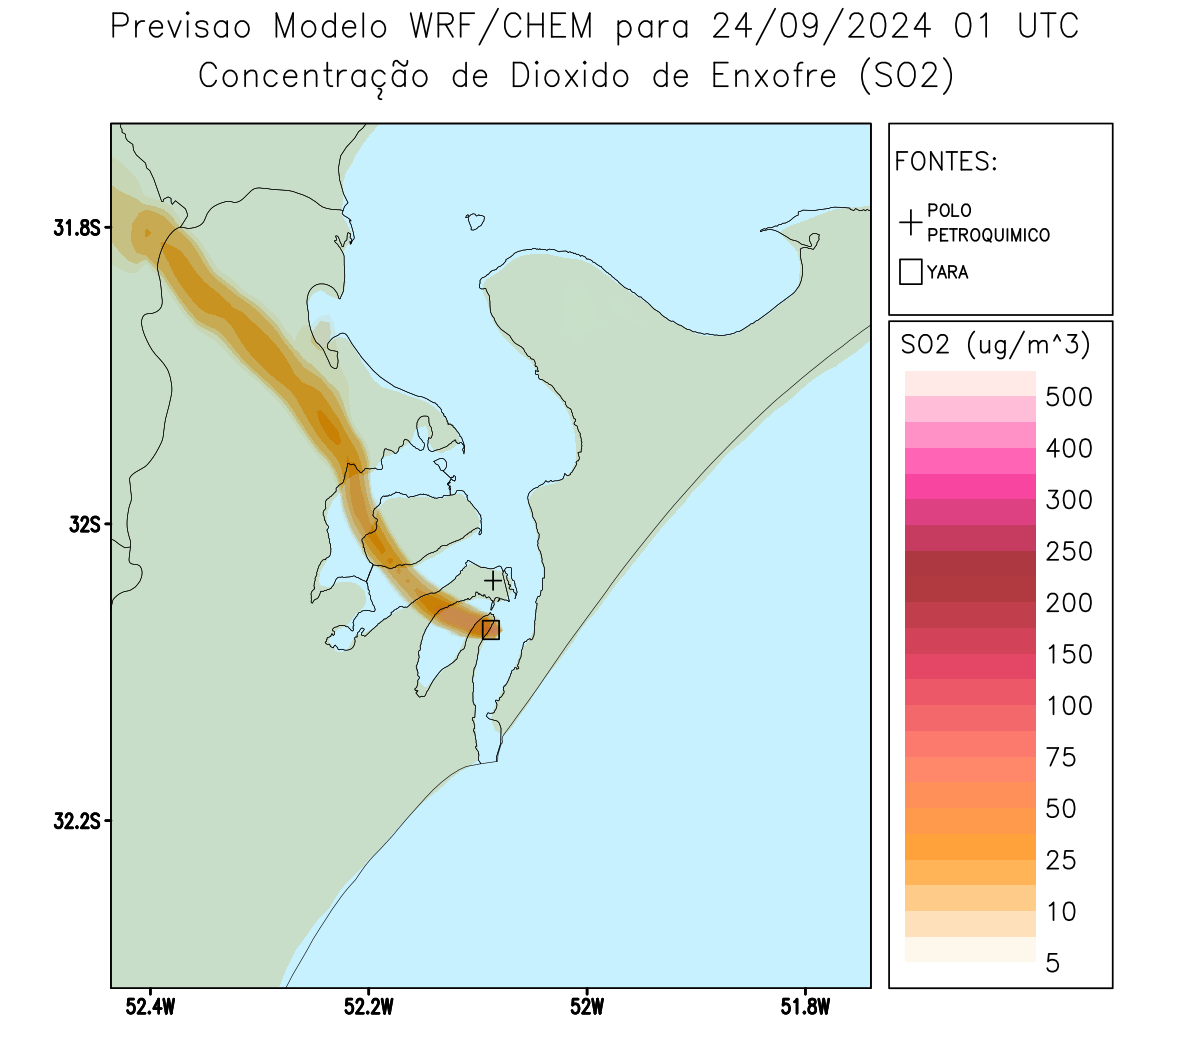 Previsao Modelo WRF/CHEM para 24/09/2024 01 UTC
Concentração de Dioxido de Enxofre (SO2)
FONTES:
POLO
PETROQUIMICO
YARA
SO2 (ug/m^3)
500
400
300
250
200
150
100
75
50
25
10
5
31.8S
32S
32.2S
52.4W
52.2W
52W
51.8W